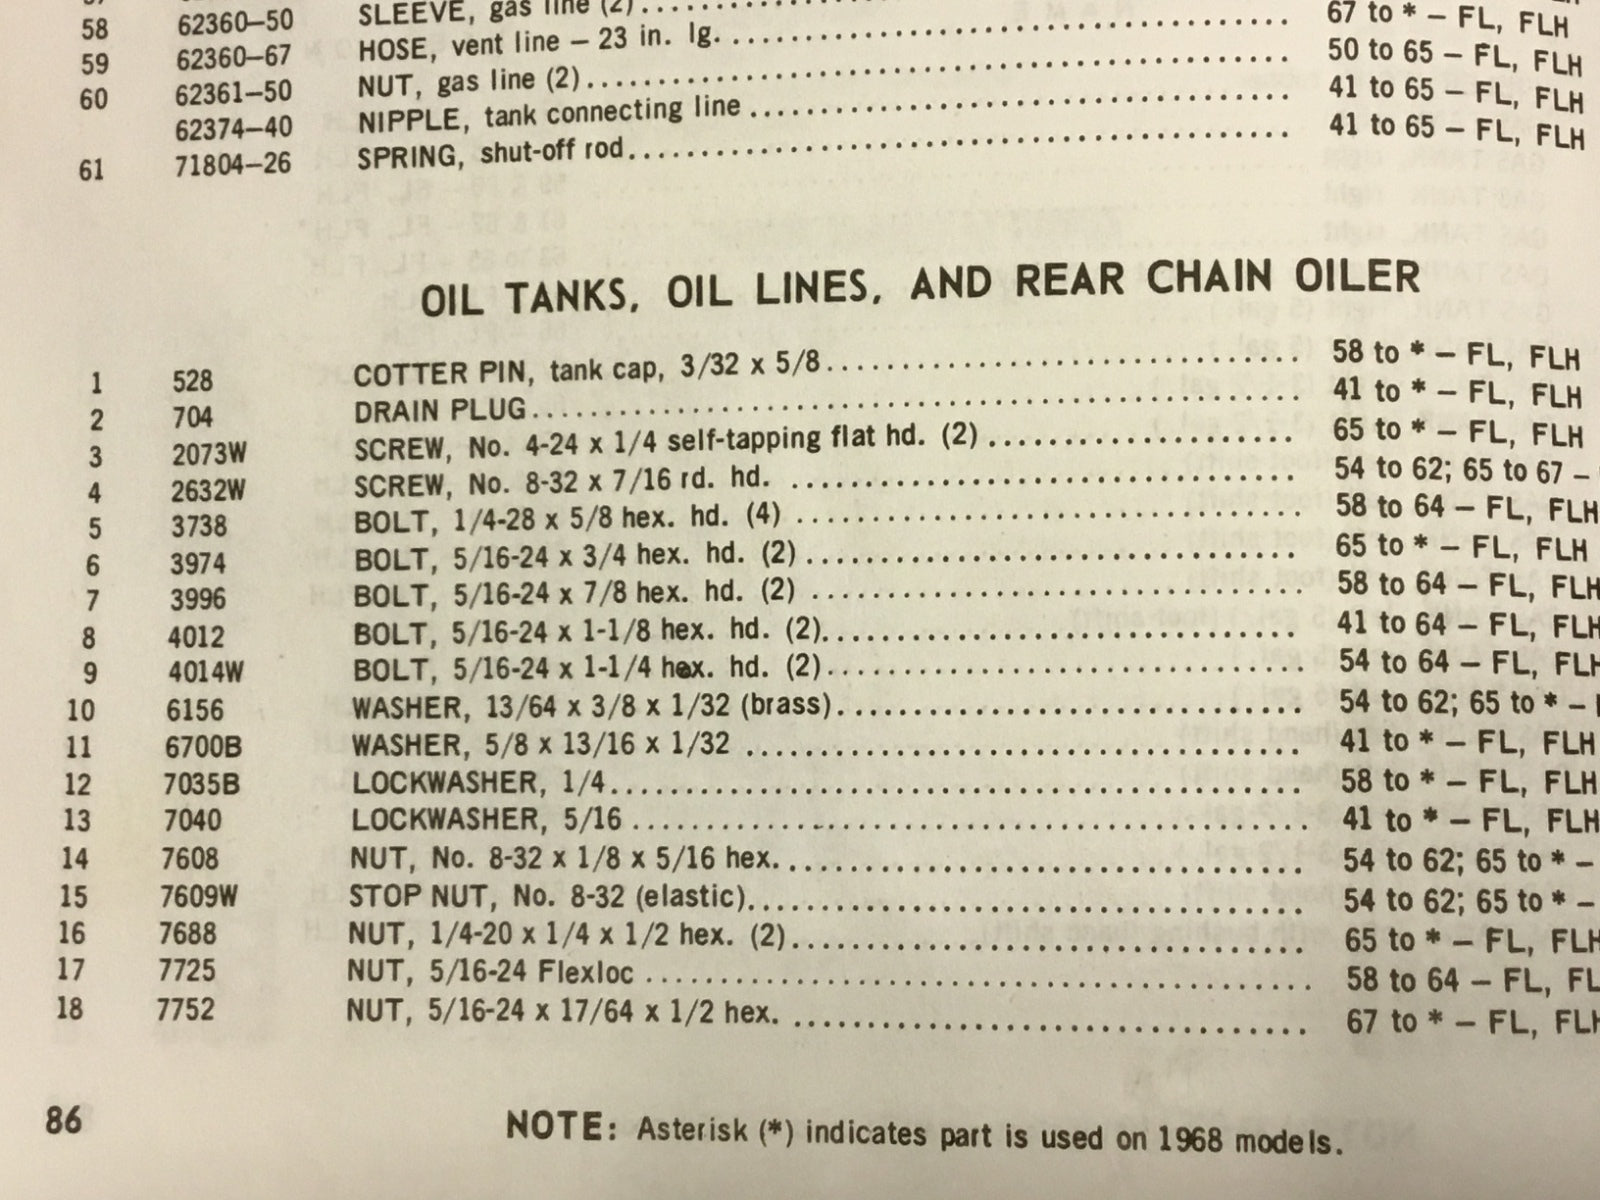 58 62360–50 SLEEVE, gas line (2)
59 62360–67 HOSE, vent line – 23 in. lg. 67 to * – FL, FLH
60 62361–50 NUT, gas line (2) 50 to 65 – FL, FLH
62374–40 NIPPLE, tank connecting line 41 to 65 – FL, FLH
61 71804–26 SPRING, shut-off rod 41 to 65 – FL, FLH
OIL TANKS, OIL LINES, AND REAR CHAIN OILER
1 528 COTTER PIN, tank cap, 3/32 x 5/8 58 to * – FL, FLH
2 704 DRAIN PLUG 41 to * – FL, FLH
3 2073W SCREW, No. 4-24 x 1/4 self-tapping flat hd. (2) 65 to * – FL, FLH
4 2632W SCREW, No. 8-32 x 7/16 rd. hd. 54 to 62; 65 to 67 –
5 3738 BOLT, 1/4-28 x 5/8 hex. hd. (4) 58 to 64 – FL, FLH
6 3974 BOLT, 5/16-24 x 3/4 hex. hd. (2) 65 to * – FL, FLH
7 3996 BOLT, 5/16-24 x 7/8 hex. hd. (2) 58 to 64 – FL, FLH
8 4012 BOLT, 5/16-24 x 1-1/8 hex. hd. (2) 41 to 64 – FL, FLH
9 4014W BOLT, 5/16-24 x 1-1/4 hex. hd. (2) 54 to 64 – FL, FLH
10 6156 WASHER, 13/64 x 3/8 x 1/32 (brass) 54 to 62; 65 to * –
11 6700B WASHER, 5/8 x 13/16 x 1/32 41 to * – FL, FLH
12 7035B LOCKWASHER, 1/4 58 to * – FL, FLH
13 7040 LOCKWASHER, 5/16 41 to * – FL, FLH
14 7608 NUT, No. 8-32 x 1/8 x 5/16 hex. 54 to 62; 65 to * –
15 7609W STOP NUT, No. 8-32 (elastic) 54 to 62; 65 to * –
16 7688 NUT, 1/4-20 x 1/4 x 1/2 hex. (2) 65 to * – FL, FLH
17 7725 NUT, 5/16-24 Flexloc 58 to 64 – FL, FL
18 7752 NUT, 5/16-24 x 17/64 x 1/2 hex. 67 to * – FL, FLH
86 NOTE: Asterisk (*) indicates part is used on 1968 models.